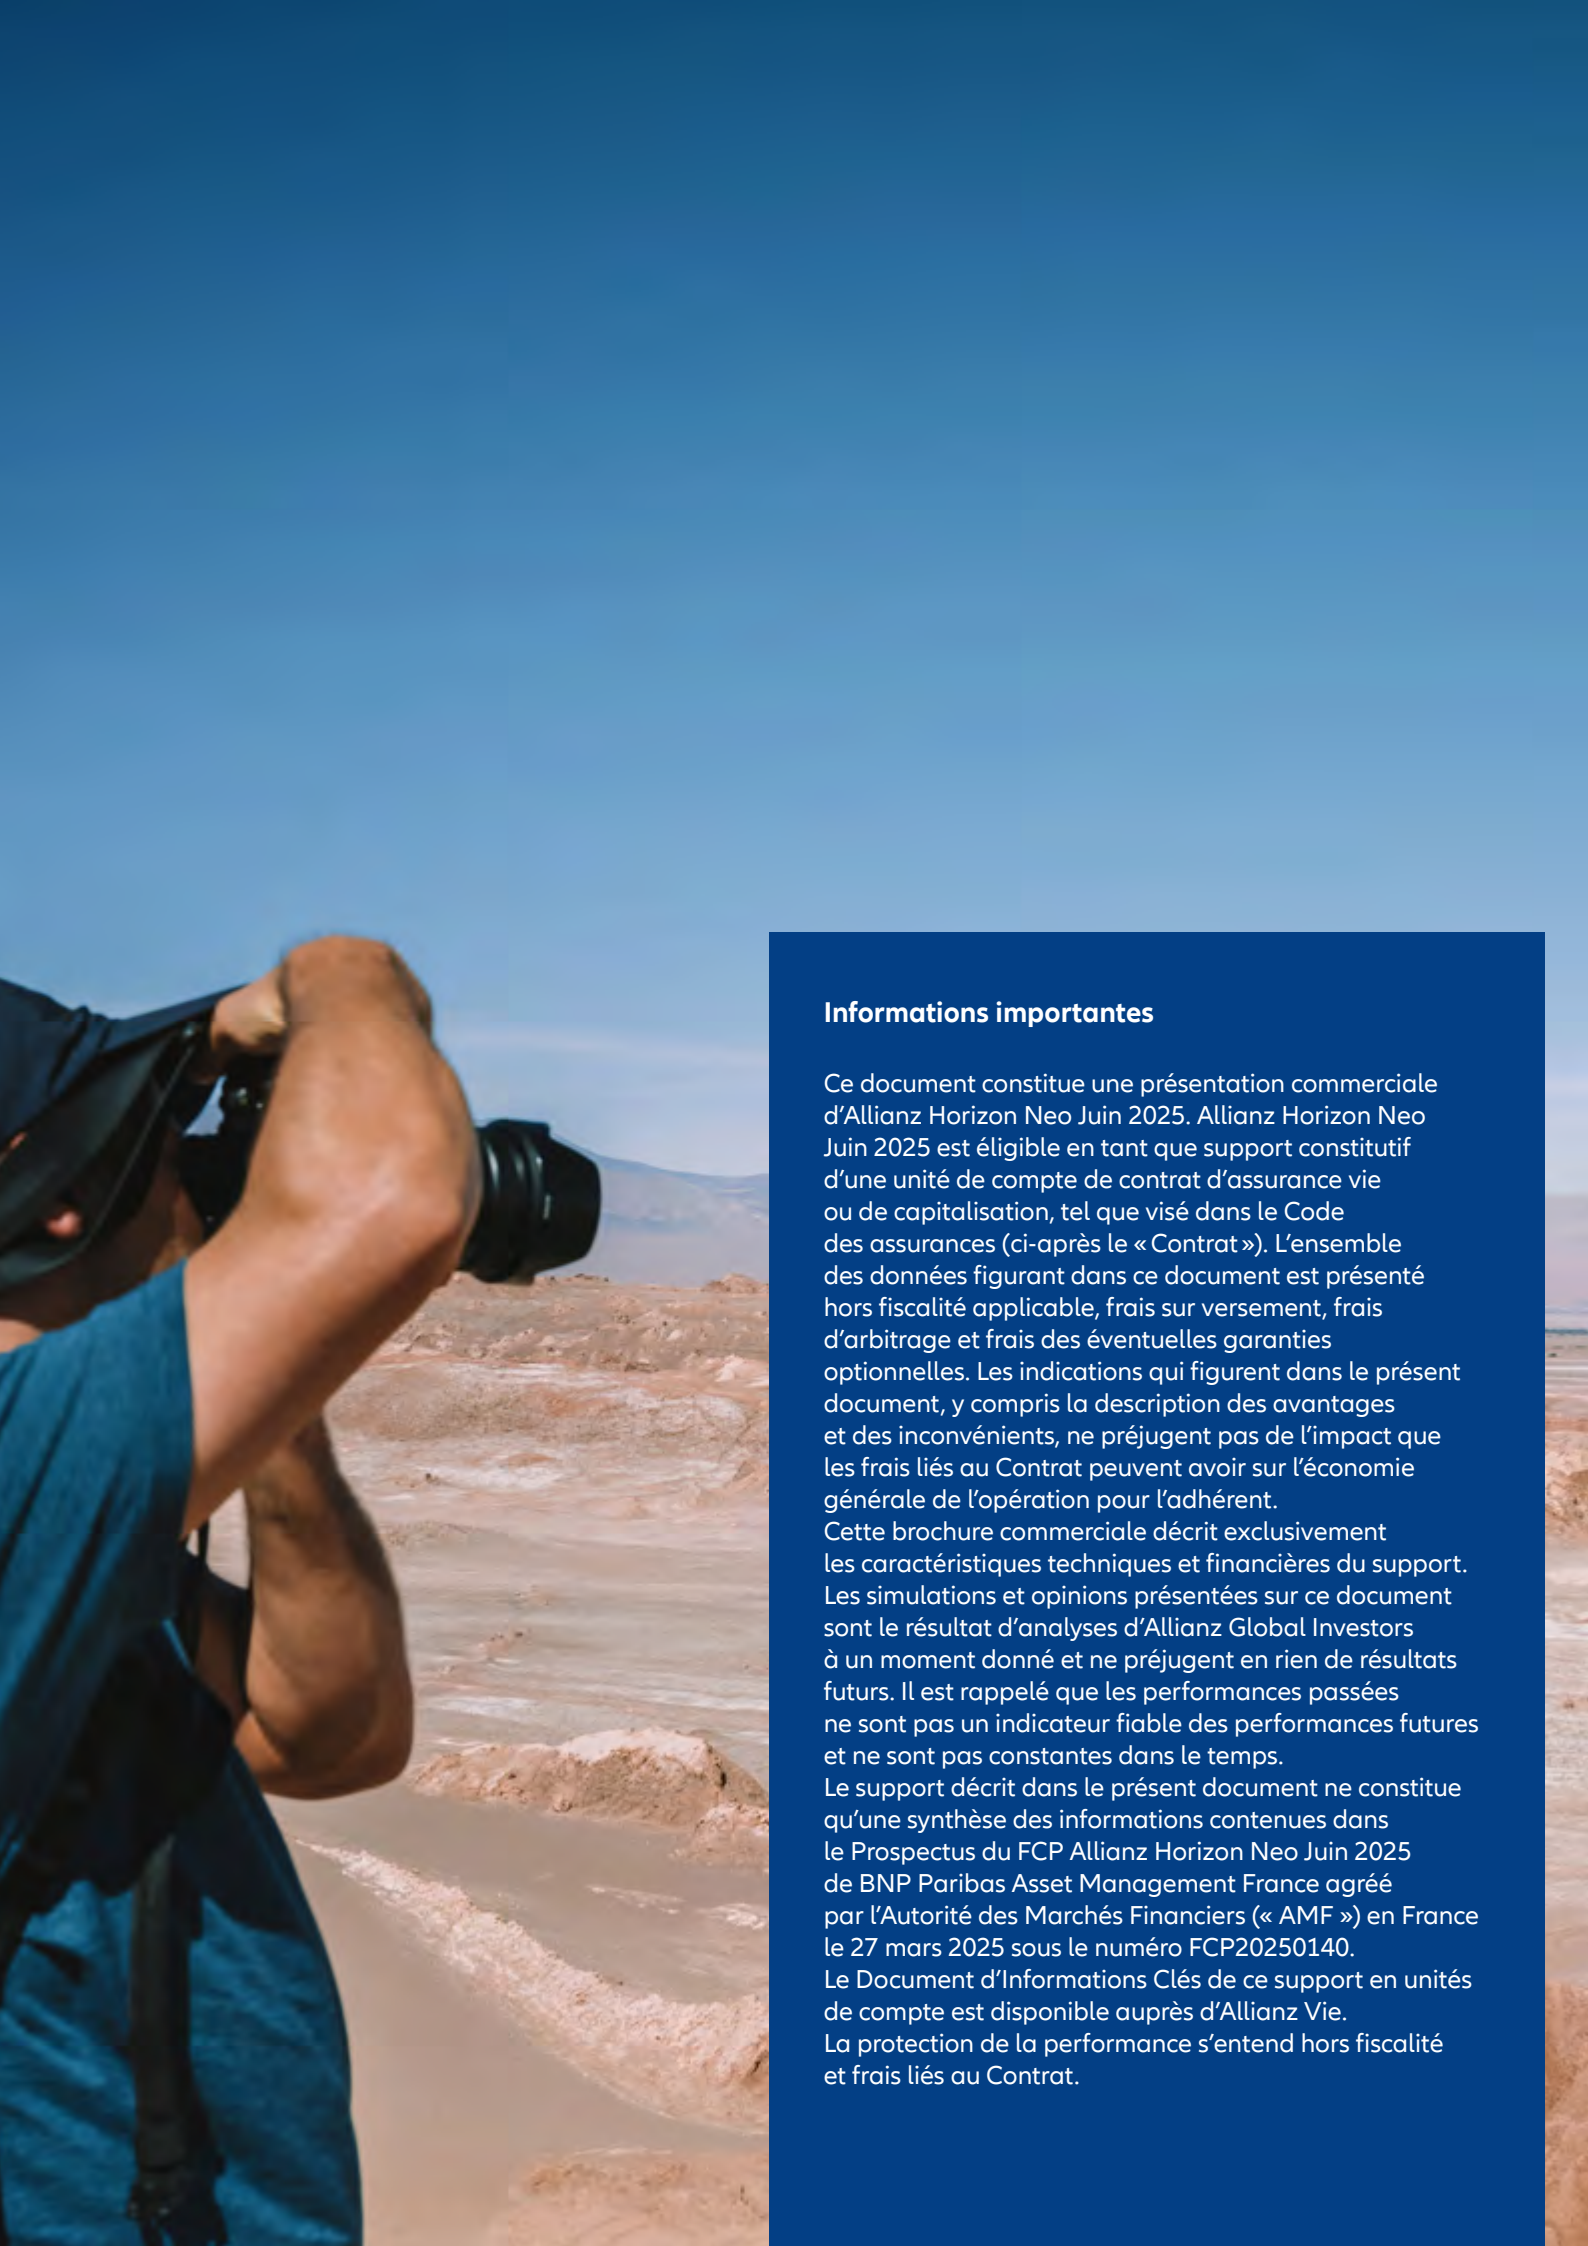 Informations importantes
Ce document constitue une présentation commerciale
d’Allianz Horizon Neo Juin 2025. Allianz Horizon Neo
Juin 2025 est éligible en tant que support constitutif
d’une unité de compte de contrat d’assurance vie
ou de capitalisation, tel que visé dans le Code
des assurances (ci-après le « Contrat »). L’ensemble
des données figurant dans ce document est présenté
hors fiscalité applicable, frais sur versement, frais
d’arbitrage et frais des éventuelles garanties
optionnelles. Les indications qui figurent dans le présent
document, y compris la description des avantages
et des inconvénients, ne préjugent pas de l’impact que
les frais liés au Contrat peuvent avoir sur l’économie
générale de l’opération pour l’adhérent.
Cette brochure commerciale décrit exclusivement
les caractéristiques techniques et financières du support.
Les simulations et opinions présentées sur ce document
sont le résultat d’analyses d’Allianz Global Investors
à un moment donné et ne préjugent en rien de résultats
futurs. Il est rappelé que les performances passées
ne sont pas un indicateur fiable des performances futures
et ne sont pas constantes dans le temps.
Le support décrit dans le présent document ne constitue
qu’une synthèse des informations contenues dans
le Prospectus du FCP Allianz Horizon Neo Juin 2025
de BNP Paribas Asset Management France agréé
par l’Autorité des Marchés Financiers (« AMF ») en France
le 27 mars 2025 sous le numéro FCP20250140.
Le Document d’Informations Clés de ce support en unités
de compte est disponible auprès d’Allianz Vie.
La protection de la performance s’entend hors fiscalité
et frais liés au Contrat.